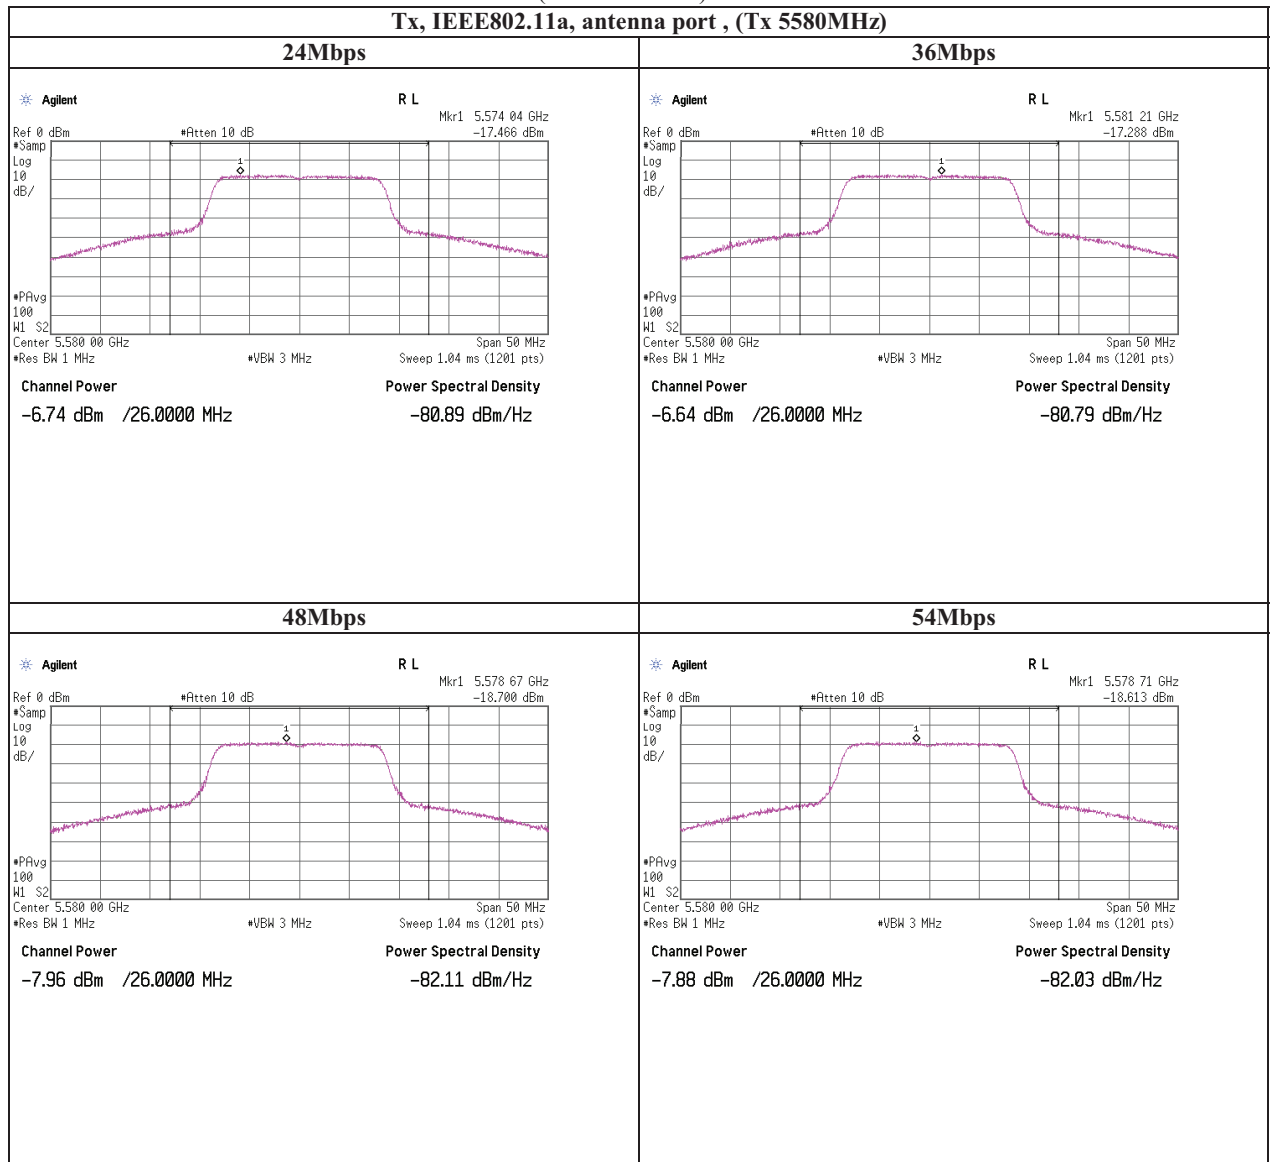 Tx, IEEE802.11a, antenna port , (Tx 5580MHz)
24Mbps
36Mbps
Agilent
R L
Mkr1 5.574 04 GHz
Ref 0 dBm
#Atten 10 dB
-17.466 dBm
#Samp
Log
10
dB/
1
#PAvg
100
W1 S2
Center 5.580 00 GHz
Span 50 MHz
#Res BW 1 MHz
#VBW 3 MHz
Sweep 1.04 ms (1201 pts)
Channel Power
Power Spectral Density
-6.74 dBm /26.0000 MHz
-80.89 dBm/Hz
Agilent
R L
Mkr1 5.581 21 GHz
Ref 0 dBm
#Atten 10 dB
-17.288 dBm
#Samp
Log
10
dB/
1
#PAvg
100
W1 S2
Center 5.580 00 GHz
Span 50 MHz
#Res BW 1 MHz
#VBW 3 MHz
Sweep 1.04 ms (1201 pts)
Channel Power
Power Spectral Density
-6.64 dBm /26.0000 MHz
-80.79 dBm/Hz
48Mbps
54Mbps
Agilent
R L
Mkr1 5.578 67 GHz
Ref 0 dBm
#Atten 10 dB
-18.700 dBm
#Samp
Log
10
dB/
1
#PAvg
100
W1 S2
Center 5.580 00 GHz
Span 50 MHz
#Res BW 1 MHz
#VBW 3 MHz
Sweep 1.04 ms (1201 pts)
Channel Power
Power Spectral Density
-7.96 dBm /26.0000 MHz
-82.11 dBm/Hz
Agilent
R L
Mkr1 5.578 71 GHz
Ref 0 dBm
#Atten 10 dB
-18.613 dBm
#Samp
Log
10
dB/
1
#PAvg
100
W1 S2
Center 5.580 00 GHz
Span 50 MHz
#Res BW 1 MHz
#VBW 3 MHz
Sweep 1.04 ms (1201 pts)
Channel Power
Power Spectral Density
-7.88 dBm /26.0000 MHz
-82.03 dBm/Hz